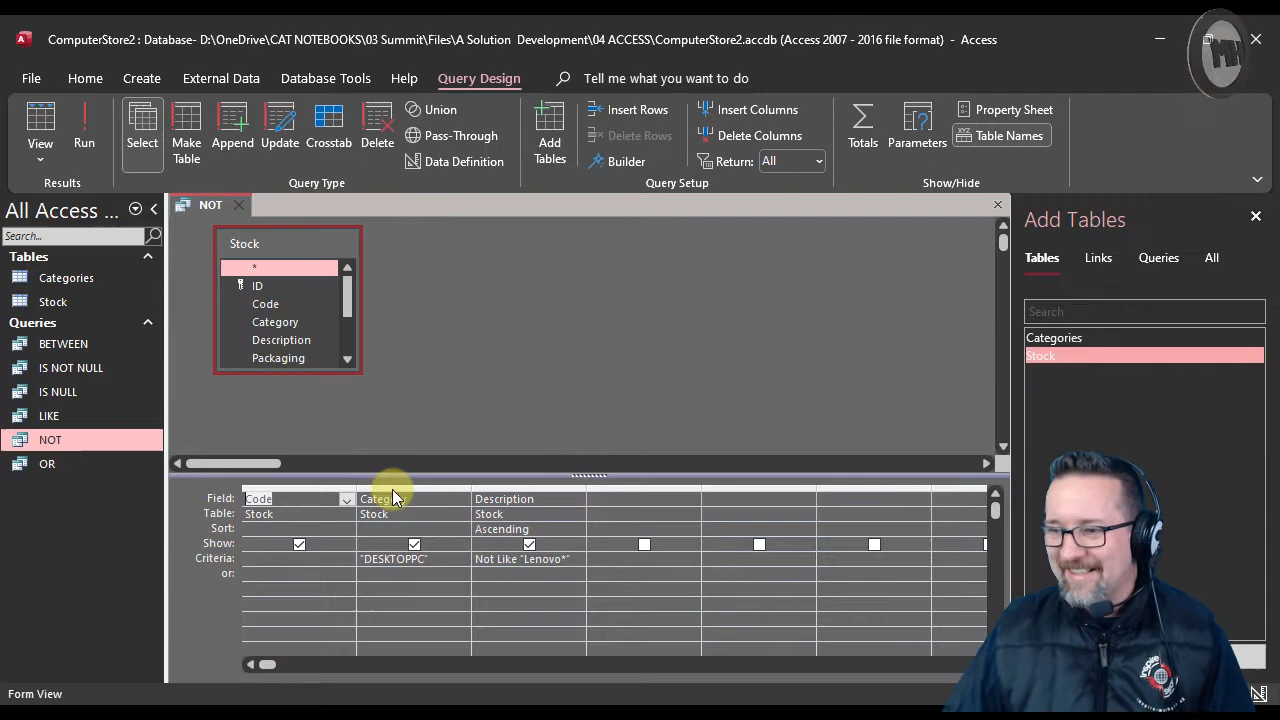 ComputerStore2 : Database- D:\OneDrive\CAT NOTEBOOKS\03 Summit\Files\A Solution Development\04 ACCESS\ComputerStore2.accdb (Access 2007 - 2016 file format) - Access
File Home Create External Data Database Tools Help Query Design Tell me what you want to do
View Run Select Make Table Append Update Crosstab Delete
Union
Pass-Through
Data Definition
Add Tables
Insert Rows
Delete Rows
Builder
Insert Columns
Delete Columns
Return: All
Totals Parameters
Property Sheet
Table Names
Results Query Type Query Setup Show/Hide
All Access ...
Search...
Tables
Categories
Stock
Queries
BETWEEN
IS NOT NULL
IS NULL
LIKE
NOT
OR
NOT
Stock
*
ID
Code
Category
Description
Packaging
Field: Code Description
Table: Stock Stock Stock
Sort: Ascending
Show:
Criteria: "DESKTOPPC" Not Like "Lenovo*"
or:
Add Tables
Tables Links Queries All
Search
Categories
Stock
Form View